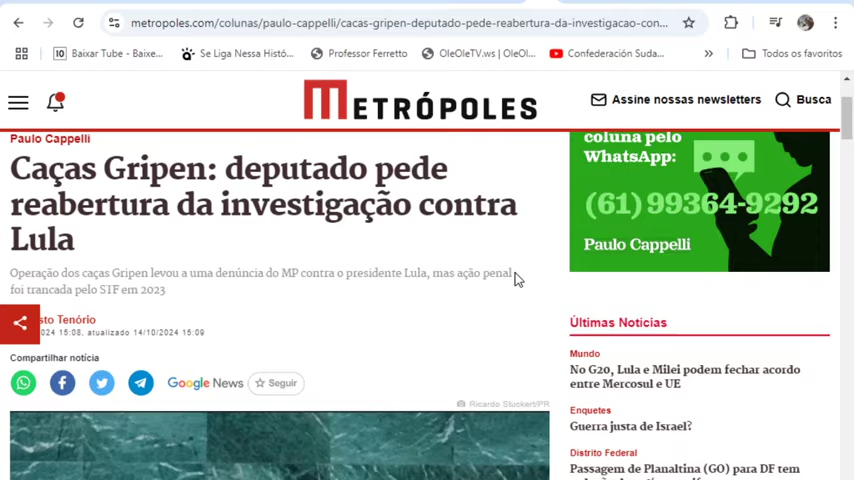 metropoles.com/colunas/paulo-cappelli/cacas-gripen-deputado-pede-reabertura-da-investigacao-con...
Baixar Tube - Baixe...
Se Liga Nessa Histó...
Professor Ferretto
OleOleTV.ws | OleOl...
Confederación Suda...
»
Todos os favoritos
METRÓPOLES
Assine nossas newsletters
Busca
Paulo Cappelli
Caças Gripen: deputado pede
reabertura da investigação contra
Lula
Operação dos caças Gripen levou a uma denúncia do MP contra o presidente Lula, mas ação penal
foi trancada pelo STF em 2023
sto Tenório
024 15:08, atualizado 14/10/2024 15:09
Compartilhar notícia
Google News
Seguir
Ricardo Stuckert/PR
coluna pelo
WhatsApp:
(61) 99364-9292
Paulo Cappelli
Últimas Notícias
Mundo
No G20, Lula e Milei podem fechar acordo
entre Mercosul e UE
Enquetes
Guerra justa de Israel?
Distrito Federal
Passagem de Planaltina (GO) para DF tem